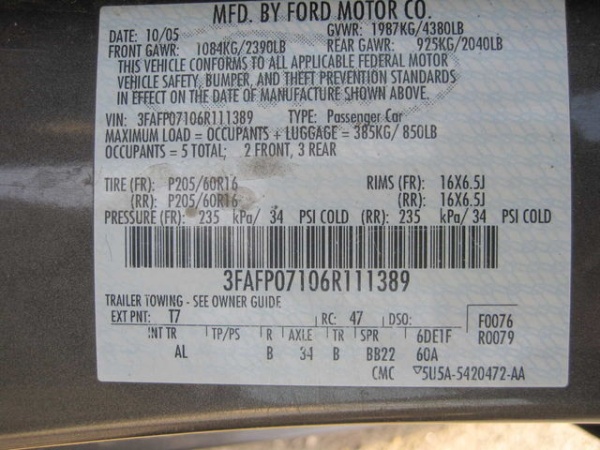 MFD. BY FORD MOTOR CO.
DATE: 10/05 GVWR: 1987KG/4380LB
FRONT GAWR: 1084KG/2390LB REAR GAWR: 925KG/2040LB
THIS VEHICLE CONFORMS TO ALL APPLICABLE FEDERAL MOTOR
VEHICLE SAFETY, BUMPER, AND THEFT PREVENTION STANDARDS
IN EFFECT ON THE DATE OF MANUFACTURE SHOWN ABOVE.
VIN: 3FAFP07106R111389 TYPE: Passenger Car
MAXIMUM LOAD = OCCUPANTS + LUGGAGE = 385KG/ 850LB
OCCUPANTS = 5 TOTAL; 2 FRONT, 3 REAR
TIRE (FR): P205/60R16 RIMS (FR): 16X6.5J
(RR): P205/60R16 (RR): 16X6.5J
PRESSURE (FR): 235 kPa/ 34 PSI COLD (RR): 235 kPa/ 34 PSI COLD
3FAFP07106R111389
TRAILER TOWING - SEE OWNER GUIDE
EXT PNT: T7 RC: 47 DSO: F0076
R0079
INT TR TP/PS R AXLE TR SPR 6DE1F
AL B 34 B BB22 60A
CMC ▽5U5A-5420472-AA